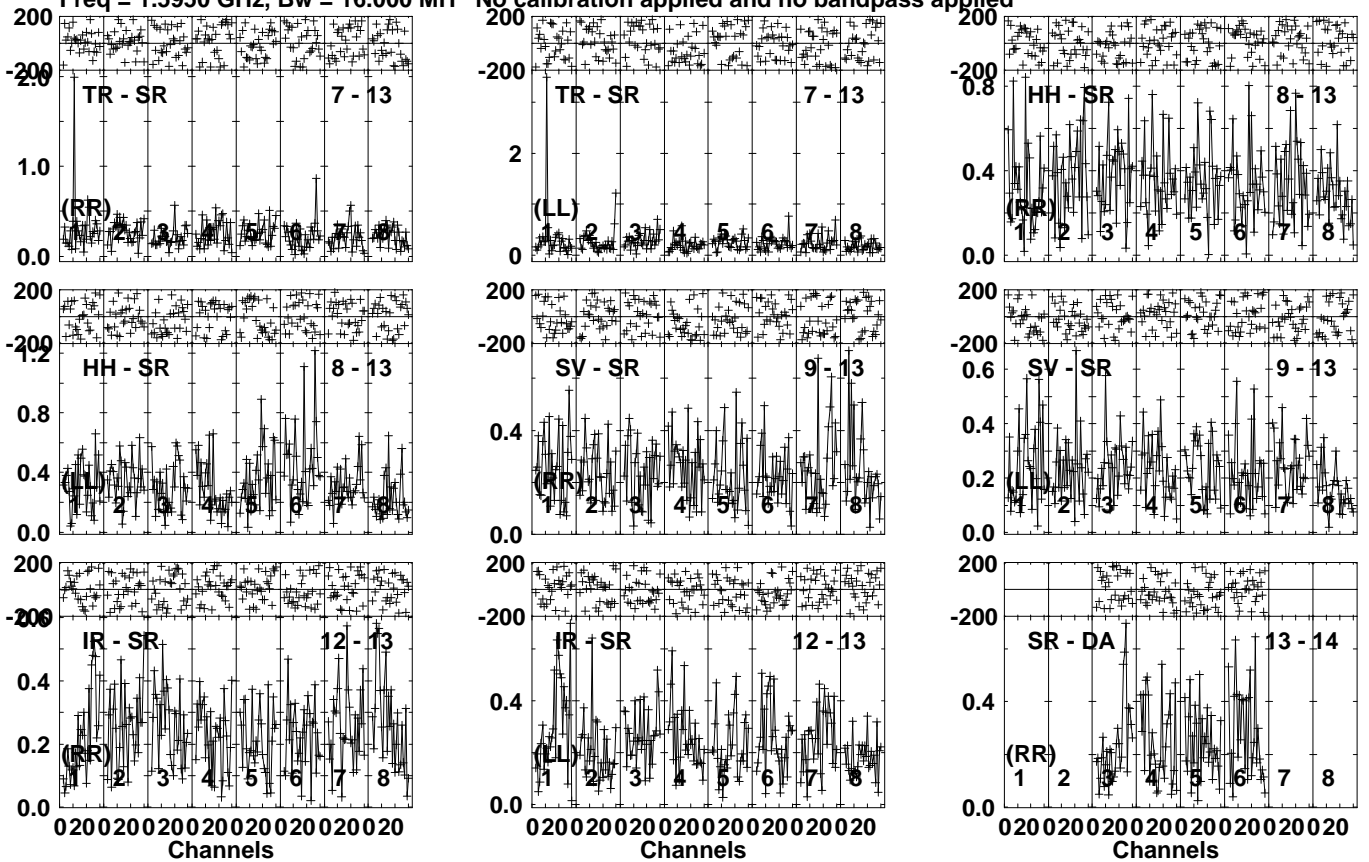 Freq = 1.5950 GHz, Bw = 16.000 MH No calibration applied and no bandpass applied
200 200 200
-200 -200 -200
2.0 TR - SR 7 - 13 TR - SR 7 - 13 0.8 HH - SR 8 - 13
1.0 2 0.4
(RR) (LL) (RR)
1 2 3 4 5 6 7 8 1 2 3 4 5 6 7 8 1 2 3 4 5 6 7 8
0.0 0 0.0
200 200 200
-200 -200 -200
1.2 HH - SR 8 - 13 SV - SR 9 - 13 0.6 SV - SR 9 - 13
0.8 0.4 0.4
0.4 0.2
(LL) (RR) (LL)
1 2 3 4 5 6 7 8 1 2 3 4 5 6 7 8 1 2 3 4 5 6 7 8
0.0 0.0 0.0
200 200 200
-200 -200 -200
0.6 IR - SR 12 - 13 IR - SR 12 - 13 SR - DA 13 - 14
0.4 0.4 0.4
0.2
(RR) (LL) (RR)
1 2 3 4 5 6 7 8 1 2 3 4 5 6 7 8 1 2 3 4 5 6 7 8
0.0 0.0 0.0
0 20 0 20 0 20 0 20 0 20 0 20 0 20 0 20 0 20 0 20 0 20 0 20 0 20 0 20 0 20 0 20 0 20 0 20 0 20 0 20 0 20 0 20 0 20 0 20
Channels Channels Channels